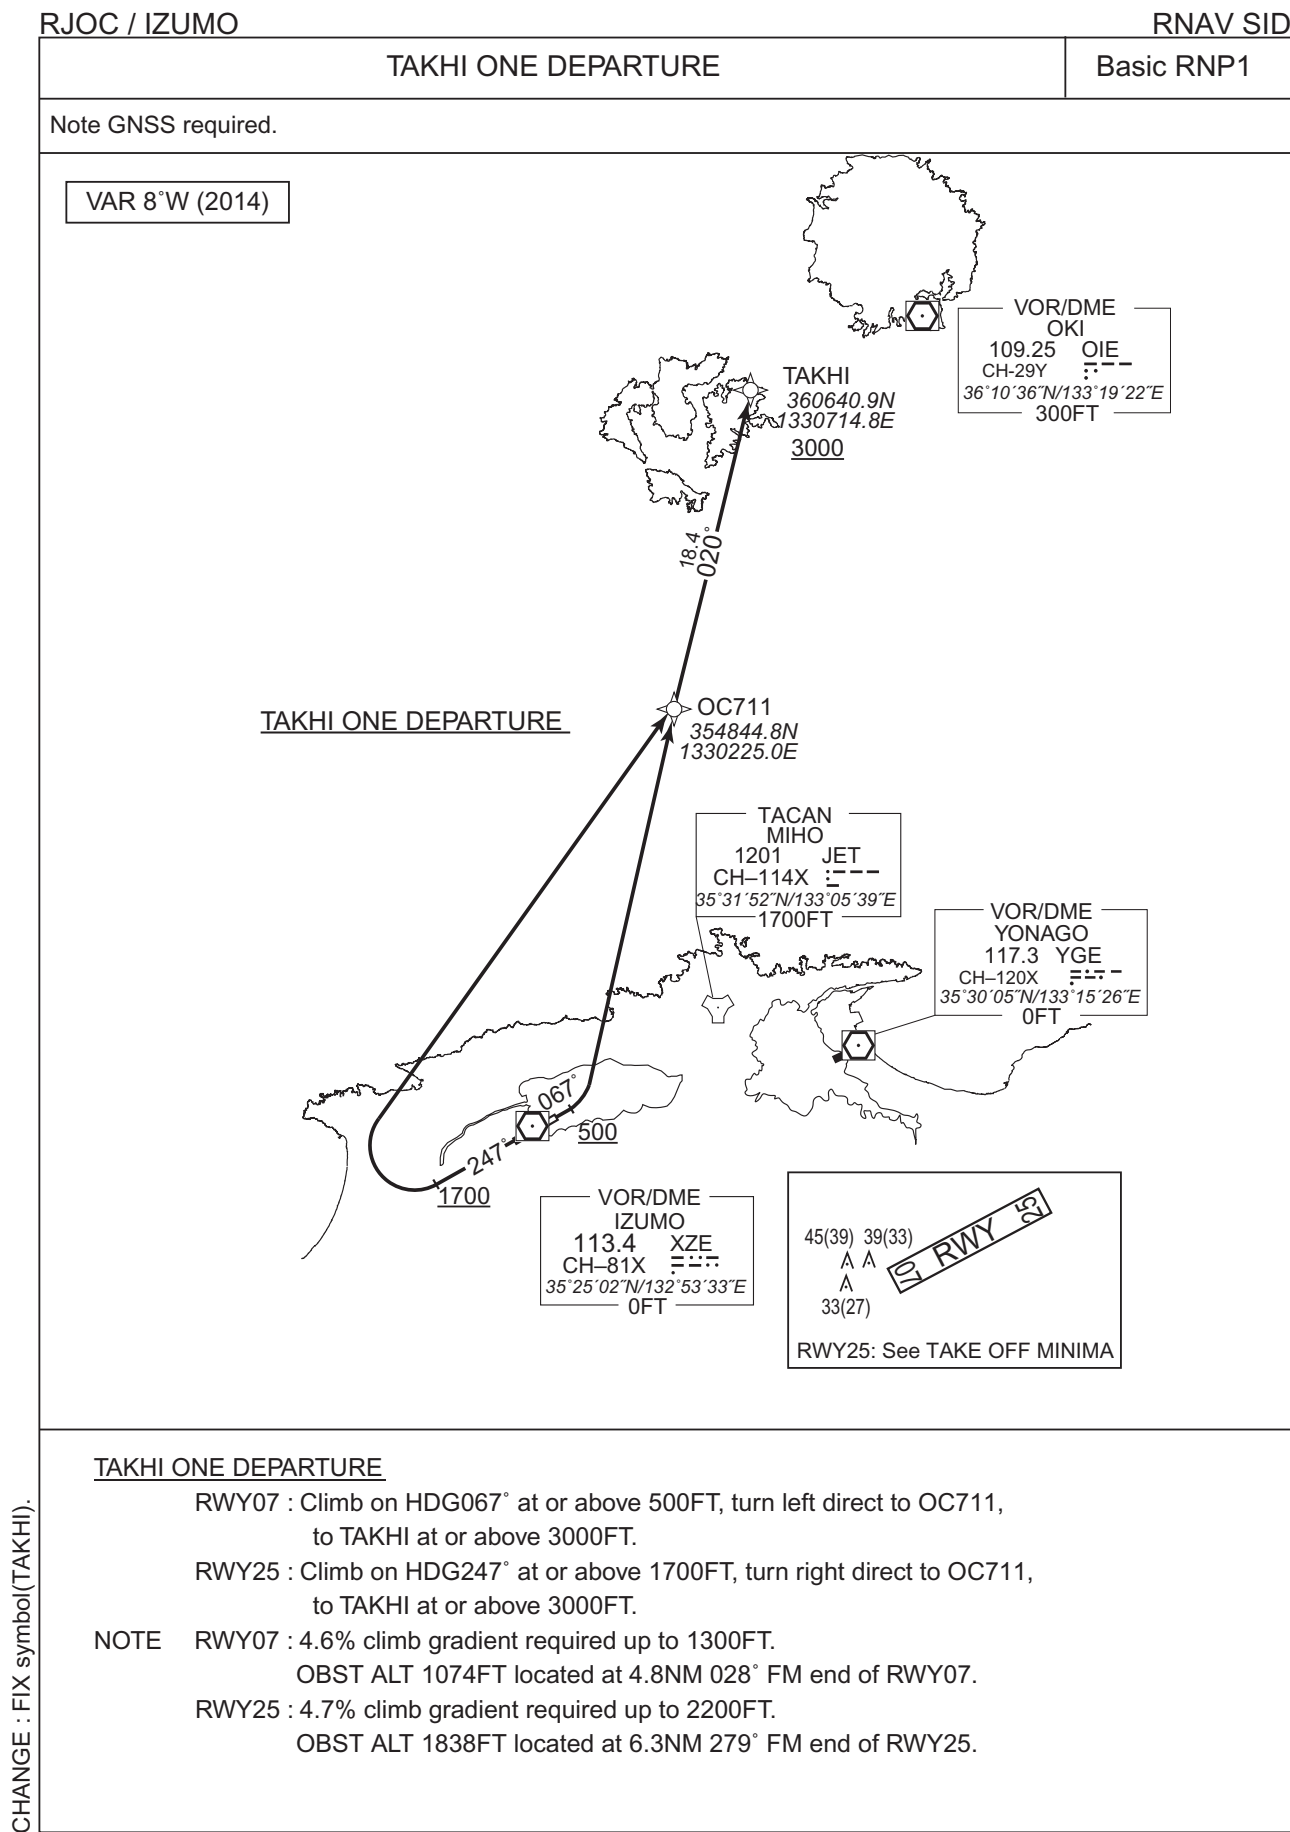 RJOC / IZUMO
RNAV SID
TAKHI ONE DEPARTURE
Basic RNP1
Note GNSS required.
VAR 8˚W (2014)
VOR/DME
OKI
109.25 OIE
CH-29Y
36˚10´36˝N/133˚19´22˝E
300FT
TAKHI
360640.9N
1330714.8E
3000
18.4
020˚
OC711
354844.8N
1330225.0E
TAKHI ONE DEPARTURE
TACAN
MIHO
1201 JET
CH–114X
35˚31´52˝N/133˚05´39˝E
1700FT
VOR/DME
YONAGO
117.3 YGE
CH–120X
35˚30´05˝N/133˚15´26˝E
0FT
067˚
500
247˚
1700
VOR/DME
IZUMO
113.4 XZE
CH–81X
35˚25´02˝N/132˚53´33˝E
0FT
45(39) 39(33)
33(27)
07 RWY 25
RWY25: See TAKE OFF MINIMA
TAKHI ONE DEPARTURE
RWY07 : Climb on HDG067˚ at or above 500FT, turn left direct to OC711,
to TAKHI at or above 3000FT.
RWY25 : Climb on HDG247˚ at or above 1700FT, turn right direct to OC711,
to TAKHI at or above 3000FT.
NOTE RWY07 : 4.6% climb gradient required up to 1300FT.
OBST ALT 1074FT located at 4.8NM 028˚ FM end of RWY07.
RWY25 : 4.7% climb gradient required up to 2200FT.
OBST ALT 1838FT located at 6.3NM 279˚ FM end of RWY25.
CHANGE : FIX symbol(TAKHI).